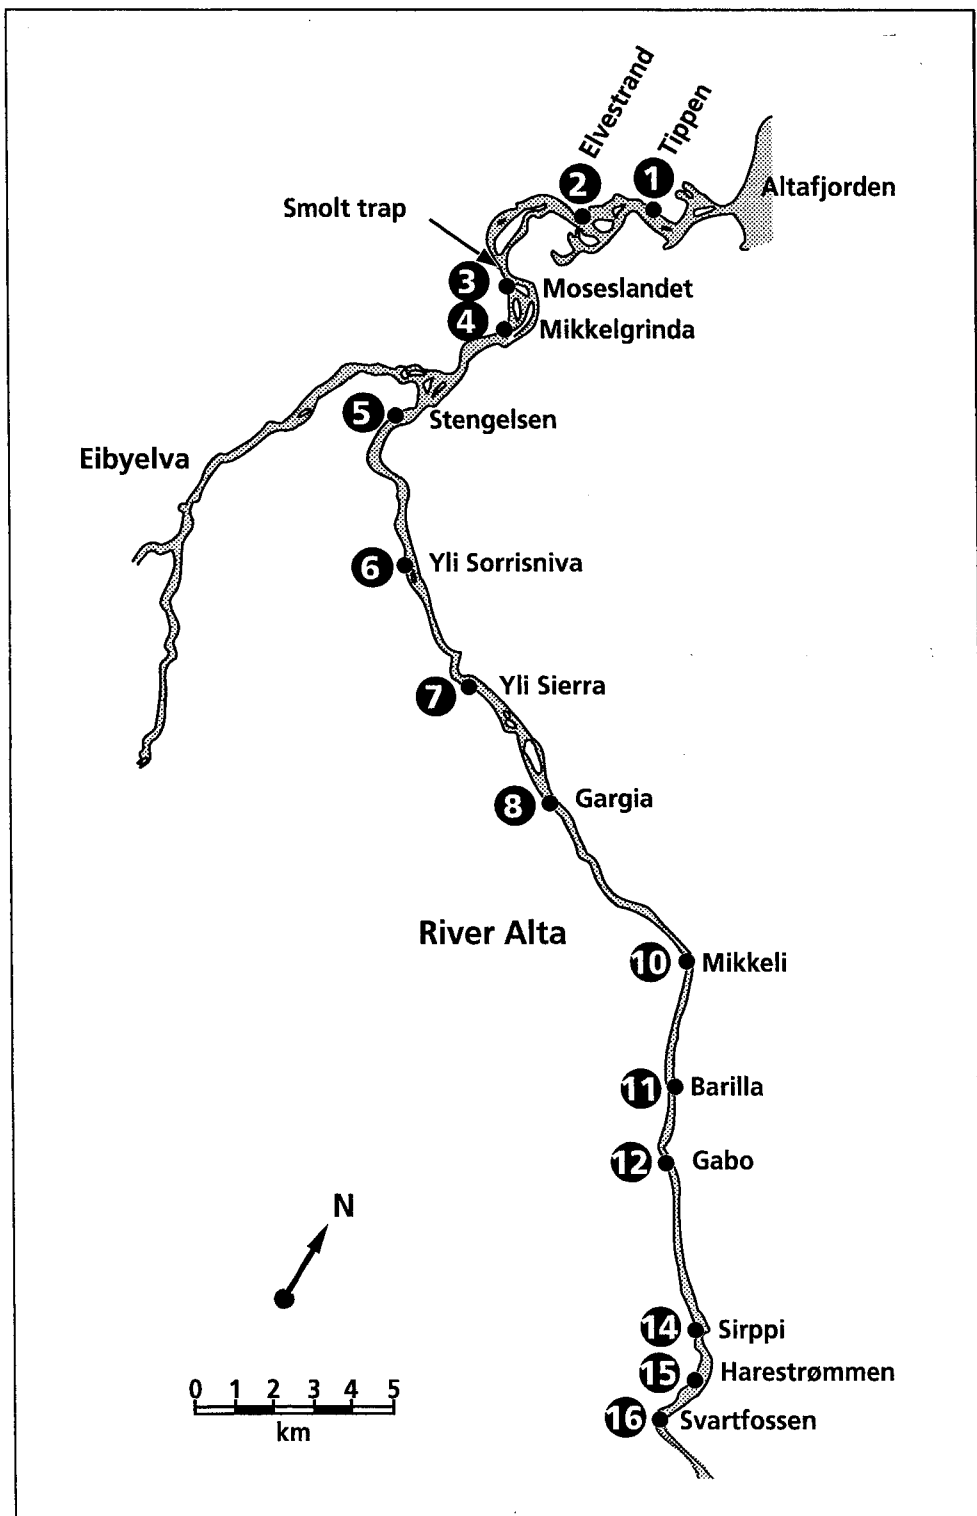 Elvestrand
Tippen
2
1
Altafjorden
Smolt trap
3
Moseslandet
4
Mikkelgrinda
5
Stengelsen
Eibyelva
6
Yli Sorrisniva
7
Yli Sierra
8
Gargia
River Alta
10
Mikkeli
11
Barilla
12
Gabo
N
14
Sirppi
15
Harestrømmen
16
Svartfossen
0 1 2 3 4 5
km